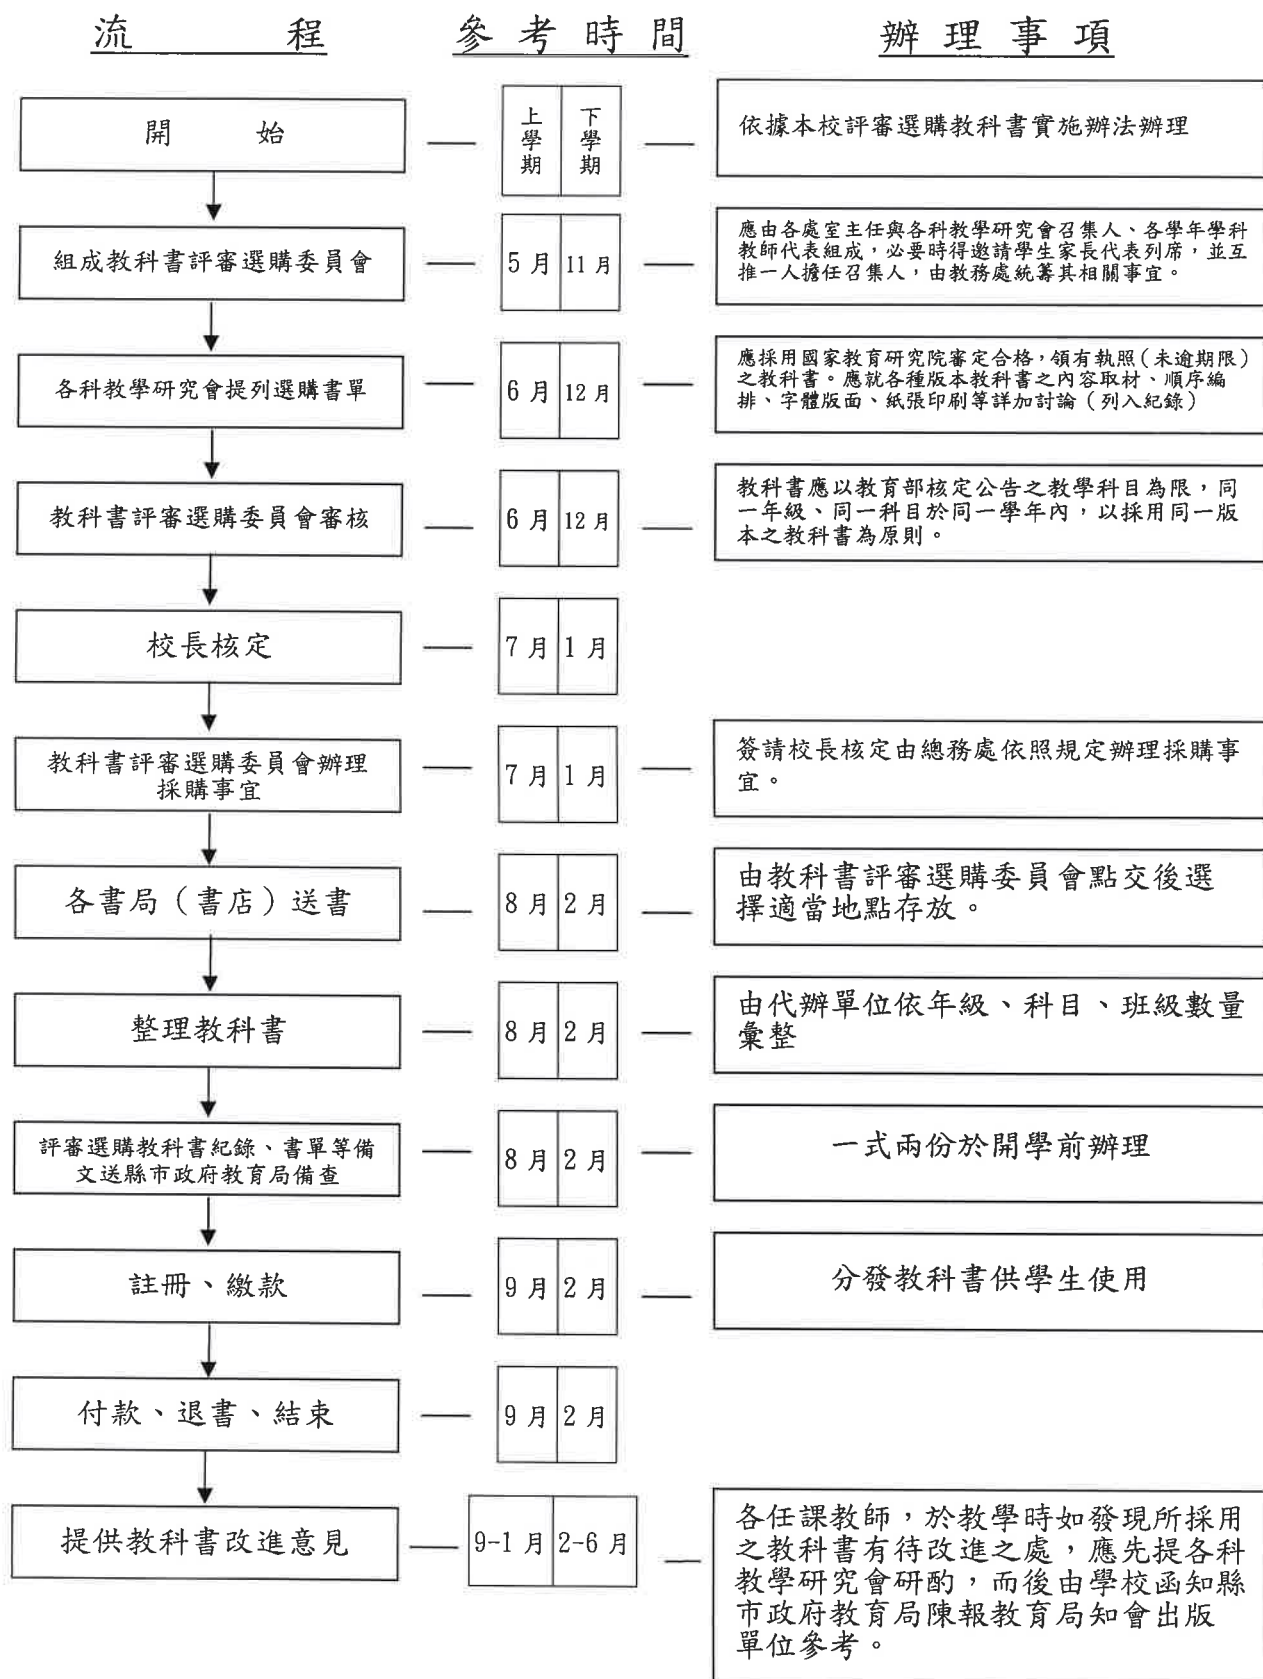 流 程 參考時間 辦理事項
開 始
上學期 下學期
依據本校評審選購教科書實施辦法辦理
組成教科書評審選購委員會
5 月 11 月
應由各處室主任與各科教學研究會召集人、各學年學科
教師代表組成，必要時得邀請學生家長代表列席，並互
推一人擔任召集人，由教務處統籌其相關事宜。
各科教學研究會提列選購書單
6 月 12 月
應採用國家教育研究院審定合格，領有執照（未逾期限）
之教科書。應就各種版本教科書之內容取材、順序編
排、字體版面、紙張印刷等詳加討論（列入紀錄）
教科書評審選購委員會審核
6 月 12 月
教科書應以教育部核定公告之教學科目為限，同
一年級、同一科目於同一學年內，以採用同一版
本之教科書為原則。
校長核定
7 月 1 月
教科書評審選購委員會辦理
採購事宜
7 月 1 月
簽請校長核定由總務處依照規定辦理採購事
宜。
各書局（書店）送書
8 月 2 月
由教科書評審選購委員會點交後選
擇適當地點存放。
整理教科書
8 月 2 月
由代辦單位依年級、科目、班級數量
彙整
評審選購教科書紀錄、書單等備
文送縣市政府教育局備查
8 月 2 月
一式兩份於開學前辦理
註冊、繳款
9 月 2 月
分發教科書供學生使用
付款、退書、結束
9 月 2 月
提供教科書改進意見
9-1 月 2-6 月
各任課教師，於教學時如發現所採用
之教科書有待改進之處，應先提各科
教學研究會研酌，而後由學校函知縣
市政府教育局陳報教育局知會出版
單位參考。